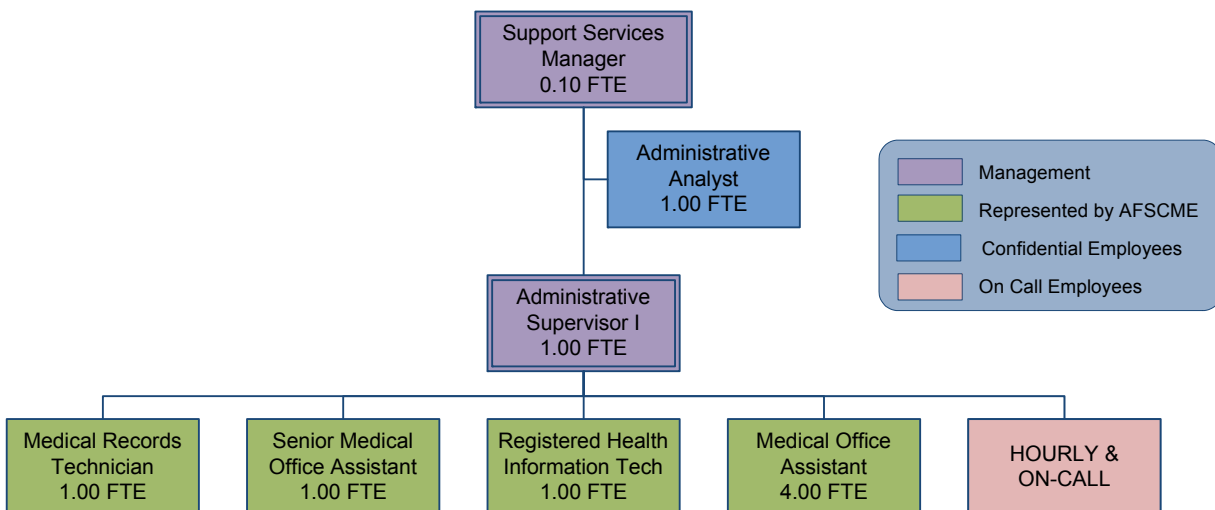 Support Services
Manager
0.10 FTE
Administrative
Analyst
1.00 FTE
Management
Represented by AFSCME
Confidential Employees
On Call Employees
Administrative
Supervisor I
1.00 FTE
Medical Records
Technician
1.00 FTE
Senior Medical
Office Assistant
1.00 FTE
Registered Health
Information Tech
1.00 FTE
Medical Office
Assistant
4.00 FTE
HOURLY &
ON-CALL